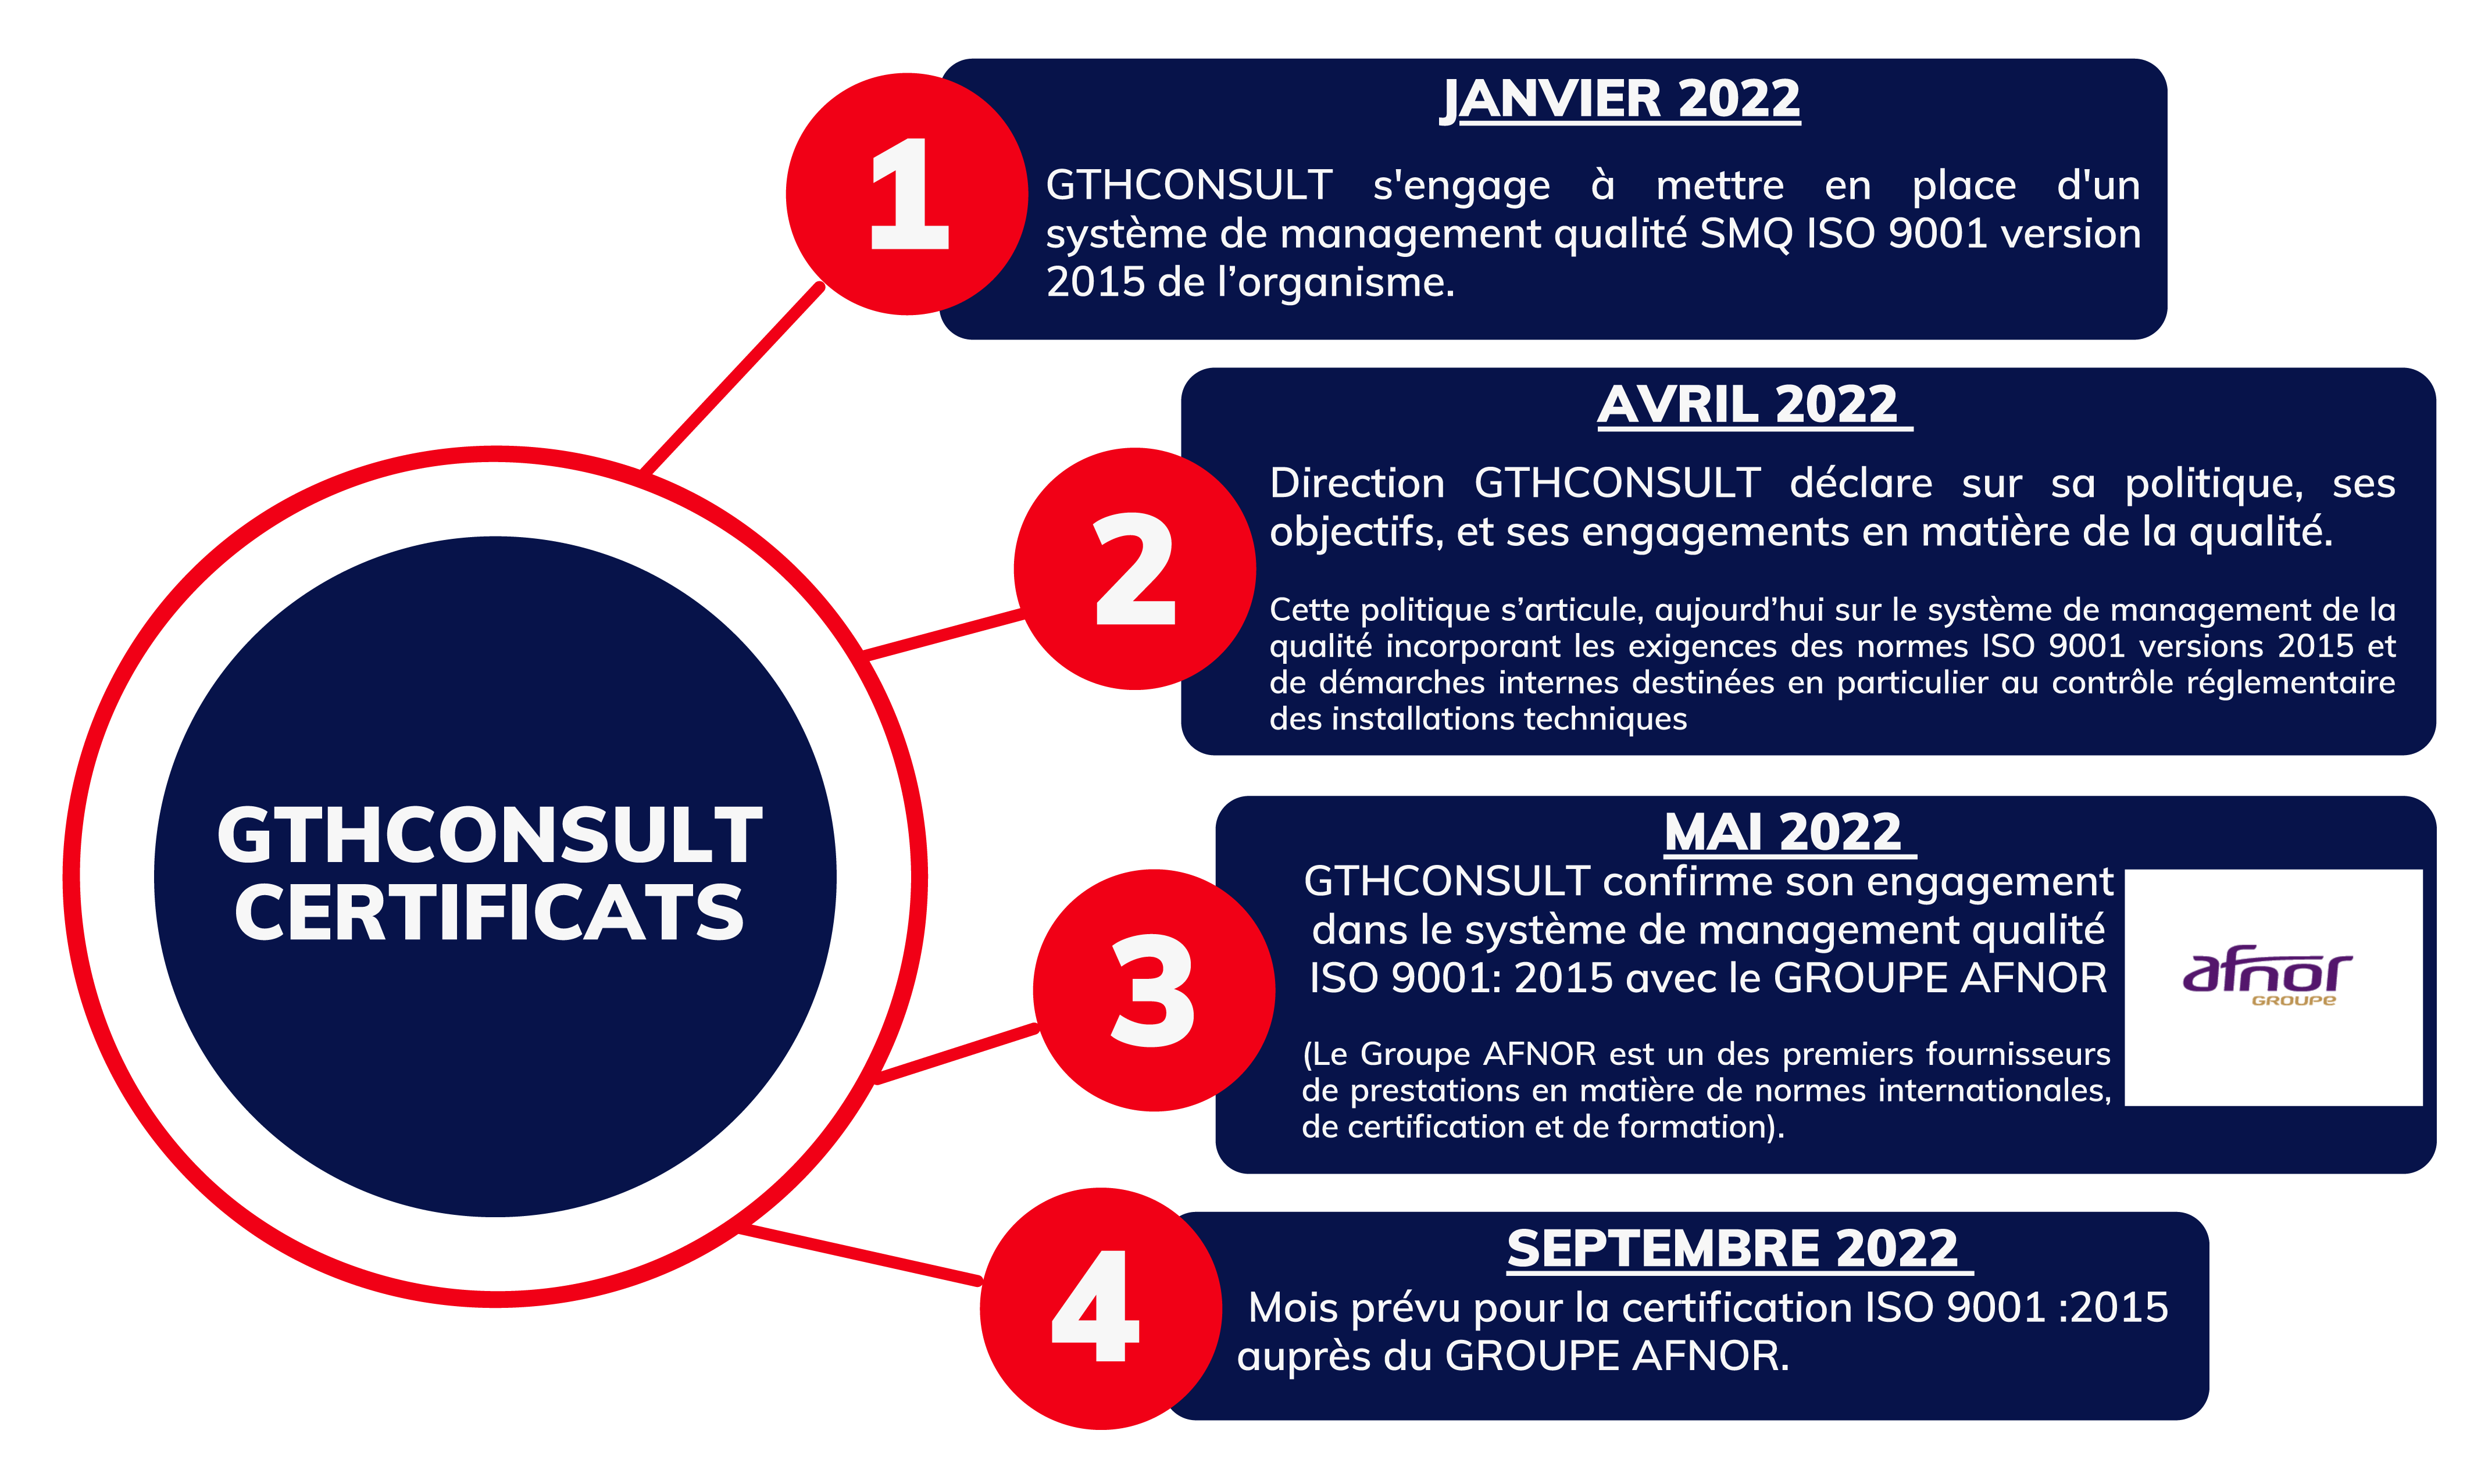 GTHCONSULT
CERTIFICATS
1
JANVIER 2022
GTHCONSULT s'engage à mettre en place d'un
système de management qualité SMQ ISO 9001 version
2015 de l’organisme.
2
AVRIL 2022
Direction GTHCONSULT déclare sur sa politique, ses
objectifs, et ses engagements en matière de la qualité.
Cette politique s’articule, aujourd’hui sur le système de management de la
qualité incorporant les exigences des normes ISO 9001 versions 2015 et
de démarches internes destinées en particulier au contrôle réglementaire
des installations techniques
3
MAI 2022
GTHCONSULT confirme son engagement
dans le système de management qualité
ISO 9001: 2015 avec le GROUPE AFNOR
(Le Groupe AFNOR est un des premiers fournisseurs
de prestations en matière de normes internationales,
de certification et de formation).
afnor
GROUPE
4
SEPTEMBRE 2022
Mois prévu pour la certification ISO 9001 :2015
auprès du GROUPE AFNOR.